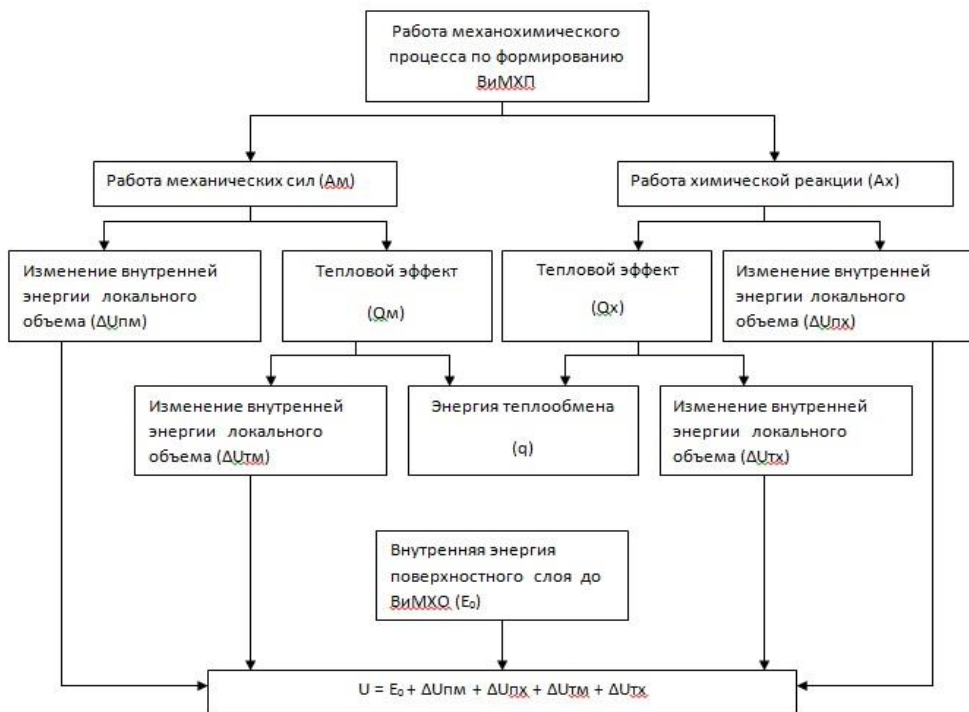 Работа механохимического
процесса по формированию
ВиМХП
Работа механических сил (Ам)
Работа химической реакции (Ах)
Изменение внутренней
энергии локального
объема (ΔUпм)
Тепловой эффект
(Qм)
Тепловой эффект
(Qх)
Изменение внутренней
энергии локального
объема (ΔUпх)
Изменение внутренней
энергии локального
объема (ΔUтм)
Энергия теплообмена
(q)
Изменение внутренней
энергии локального
объема (ΔUтх)
Внутренняя энергия
поверхностного слоя до
ВиМХО (E₀)
U = E₀ + ΔUпм + ΔUпх + ΔUтм + ΔUтх